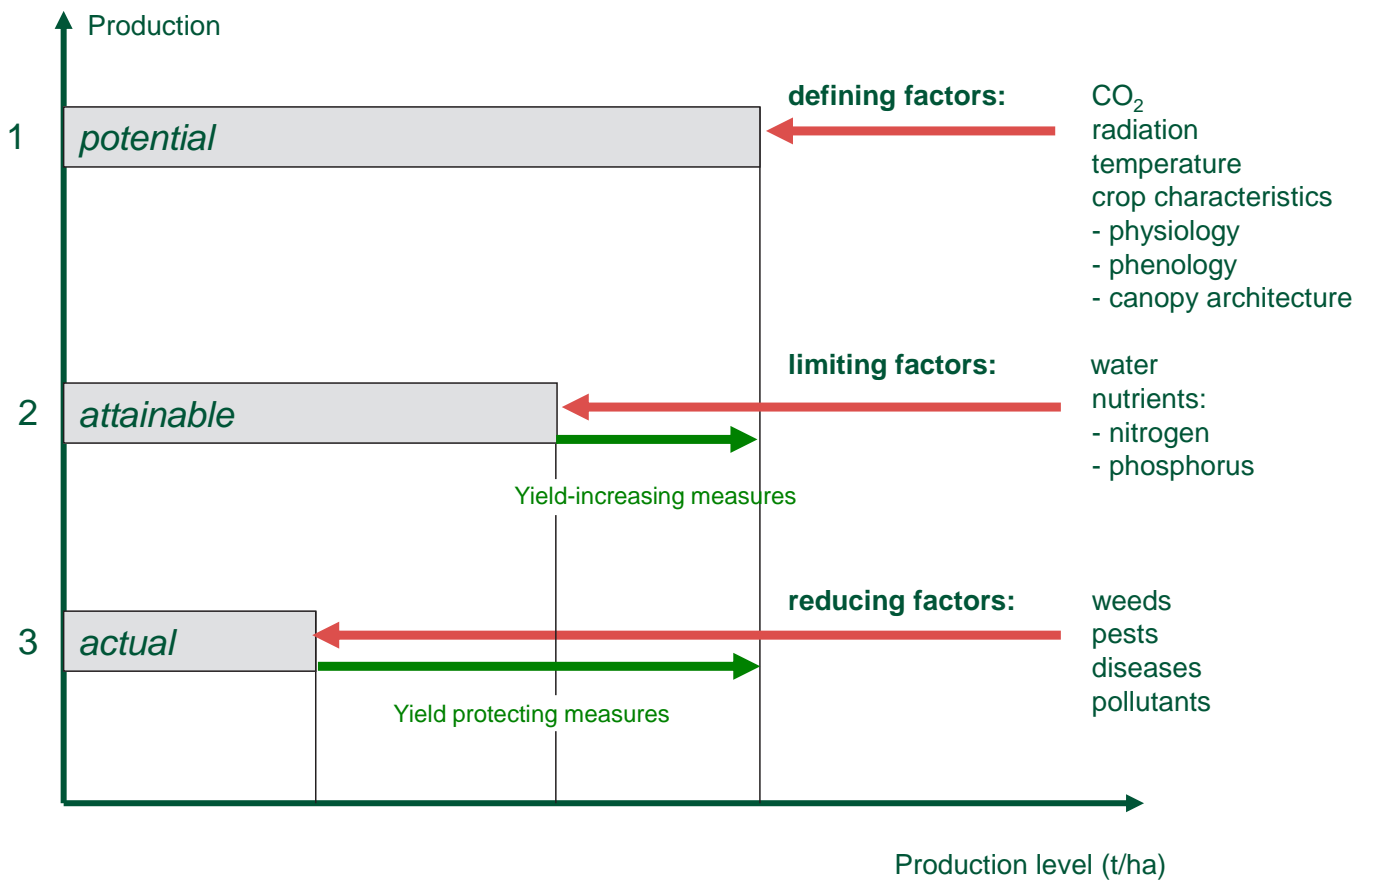 Production
1
potential
defining factors:
CO₂
radiation
temperature
crop characteristics
- physiology
- phenology
- canopy architecture
2
attainable
limiting factors:
water
nutrients:
- nitrogen
- phosphorus
Yield-increasing measures
3
actual
reducing factors:
weeds
pests
diseases
pollutants
Yield protecting measures
Production level (t/ha)